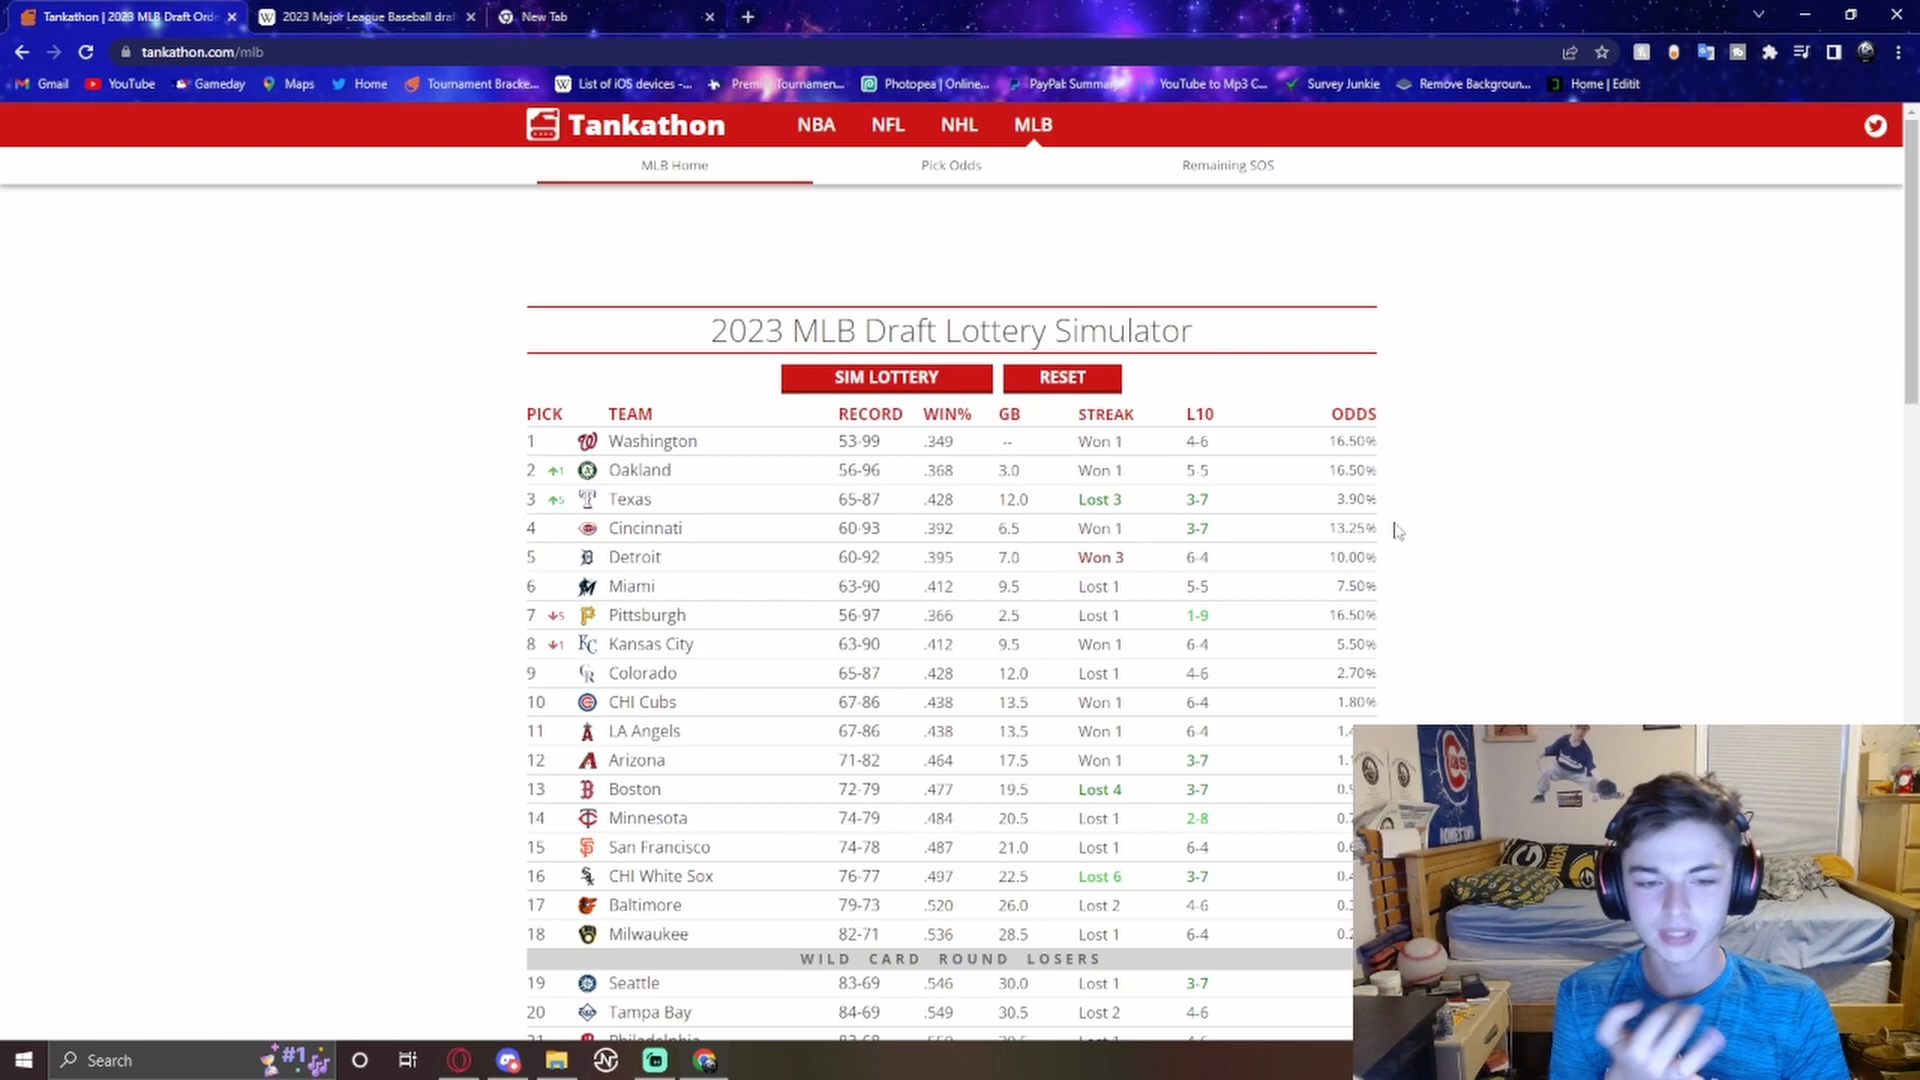 Tankathon | 2023 MLB Draft Orde
2023 Major League Baseball draf
New Tab
tankathon.com/mlb
Gmail YouTube Gameday Maps Home Tournament Bracke... List of iOS devices -... Premie Tournamen... Photopea | Online... PayPal: Summary YouTube to Mp3 C... Survey Junkie Remove Backgroun... Home | Editit
Tankathon NBA NFL NHL MLB
MLB Home Pick Odds Remaining SOS
2023 MLB Draft Lottery Simulator
SIM LOTTERY RESET
PICK TEAM RECORD WIN% GB STREAK L10 ODDS
1 Washington 53-99 .349 -- Won 1 4-6 16.50%
2 1 Oakland 56-96 .368 3.0 Won 1 5-5 16.50%
3 5 Texas 65-87 .428 12.0 Lost 3 3-7 3.90%
4 Cincinnati 60-93 .392 6.5 Won 1 3-7 13.25%
5 Detroit 60-92 .395 7.0 Won 3 6-4 10.00%
6 Miami 63-90 .412 9.5 Lost 1 5-5 7.50%
7 5 Pittsburgh 56-97 .366 2.5 Lost 1 1-9 16.50%
8 1 Kansas City 63-90 .412 9.5 Won 1 6-4 5.50%
9 Colorado 65-87 .428 12.0 Lost 1 4-6 2.70%
10 CHI Cubs 67-86 .438 13.5 Won 1 6-4 1.80%
11 LA Angels 67-86 .438 13.5 Won 1 6-4
12 Arizona 71-82 .464 17.5 Won 1 3-7
13 Boston 72-79 .477 19.5 Lost 4 3-7
14 Minnesota 74-79 .484 20.5 Lost 1 2-8
15 San Francisco 74-78 .487 21.0 Lost 1 6-4
16 CHI White Sox 76-77 .497 22.5 Lost 6 3-7
17 Baltimore 79-73 .520 26.0 Lost 2 4-6
18 Milwaukee 82-71 .536 28.5 Lost 1 6-4
WILD CARD ROUND LOSERS
19 Seattle 83-69 .546 30.0 Lost 1 3-7
20 Tampa Bay 84-69 .549 30.5 Lost 2 4-6
Search
#1